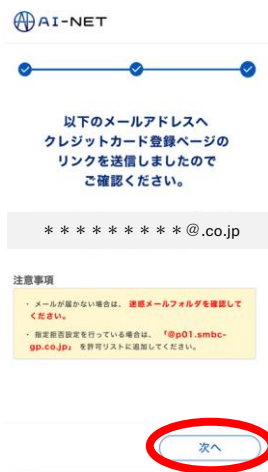 AI-NET
以下のメールアドレスへ
クレジットカード登録ページの
リンクを送信しましたので
ご確認ください。
＊＊＊＊＊＊＊＊＊@.co.jp
注意事項
・ メールが届かない場合は、 迷惑メールフォルダを確認して
ください。
・ 指定拒否設定を行っている場合は、 「@p01.smbc-
gp.co.jp」 を許可リストに追加してください。
次へ